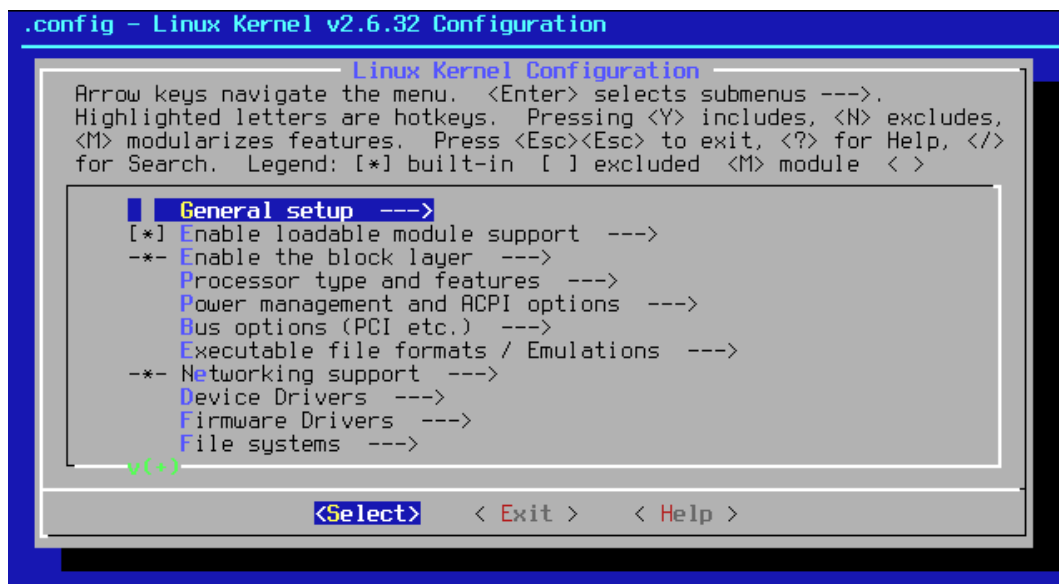 .config - Linux Kernel v2.6.32 Configuration
Linux Kernel Configuration
Arrow keys navigate the menu.  <Enter> selects submenus --->.
Highlighted letters are hotkeys.  Pressing <Y> includes, <N> excludes,
<M> modularizes features.  Press <Esc><Esc> to exit, <?> for Help, </>
for Search.  Legend: [*] built-in  [ ] excluded  <M> module  < >
General setup  --->
[*] Enable loadable module support  --->
-*- Enable the block layer  --->
Processor type and features  --->
Power management and ACPI options  --->
Bus options (PCI etc.)  --->
Executable file formats / Emulations  --->
-*- Networking support  --->
Device Drivers  --->
Firmware Drivers  --->
File systems  --->
v(+)
<Select>    < Exit >    < Help >